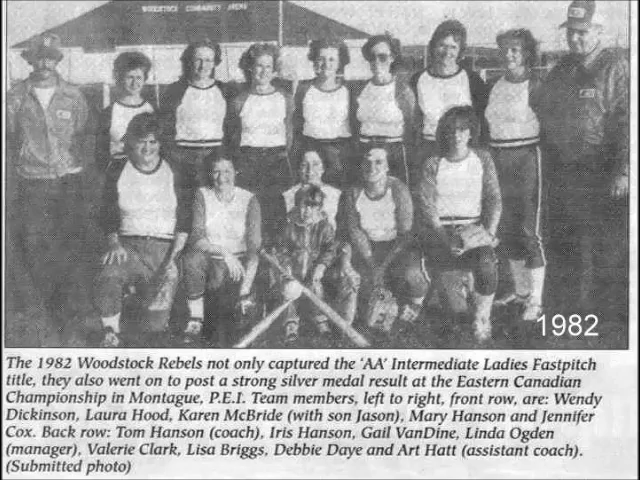 WOODSTOCK COMMUNITY ARENA
1982
The 1982 Woodstock Rebels not only captured the 'AA' Intermediate Ladies Fastpitch
title, they also went on to post a strong silver medal result at the Eastern Canadian
Championship in Montague, P.E.I. Team members, left to right, front row, are: Wendy
Dickinson, Laura Hood, Karen McBride (with son Jason), Mary Hanson and Jennifer
Cox. Back row: Tom Hanson (coach), Iris Hanson, Gail VanDine, Linda Ogden
(manager), Valerie Clark, Lisa Briggs, Debbie Daye and Art Hatt (assistant coach).
(Submitted photo)